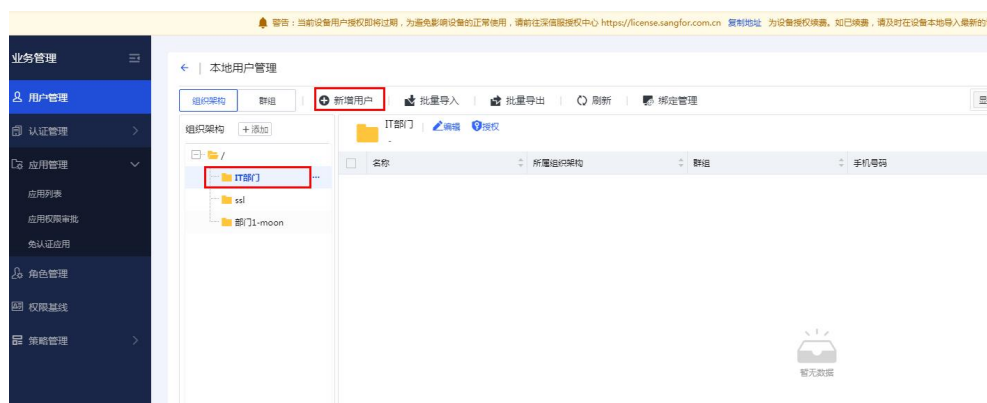 警告：当前设备用户授权即将过期，为避免影响设备的正常使用，请前往深信服授权中心 https://license.sangfor.com.cn 复制地址 为设备授权续费。如已续费，请及时在设备本地导入最新的
业务管理
用户管理
认证管理
应用管理
应用列表
应用权限审批
免认证应用
角色管理
权限基线
策略管理
本地用户管理
组织架构 群组 新增用户 批量导入 批量导出 刷新 绑定管理 显
组织架构 +添加
/
IT部门 ...
ssl
部门1-moon
IT部门 编辑 授权
-
名称 所属组织架构 群组 手机号码
暂无数据